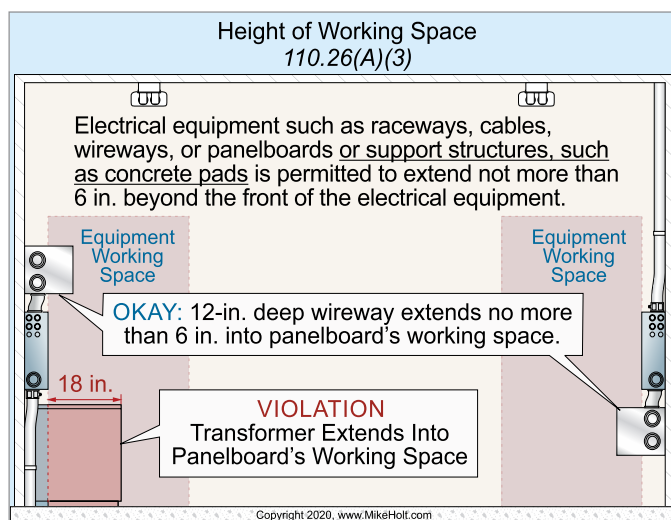 Height of Working Space
110.26(A)(3)
Electrical equipment such as raceways, cables,
wireways, or panelboards or support structures, such
as concrete pads is permitted to extend not more than
6 in. beyond the front of the electrical equipment.
Equipment
Working
Space
Equipment
Working
Space
OKAY: 12-in. deep wireway extends no more
than 6 in. into panelboard’s working space.
18 in.
VIOLATION
Transformer Extends Into
Panelboard’s Working Space
Copyright 2020, www.MikeHolt.com